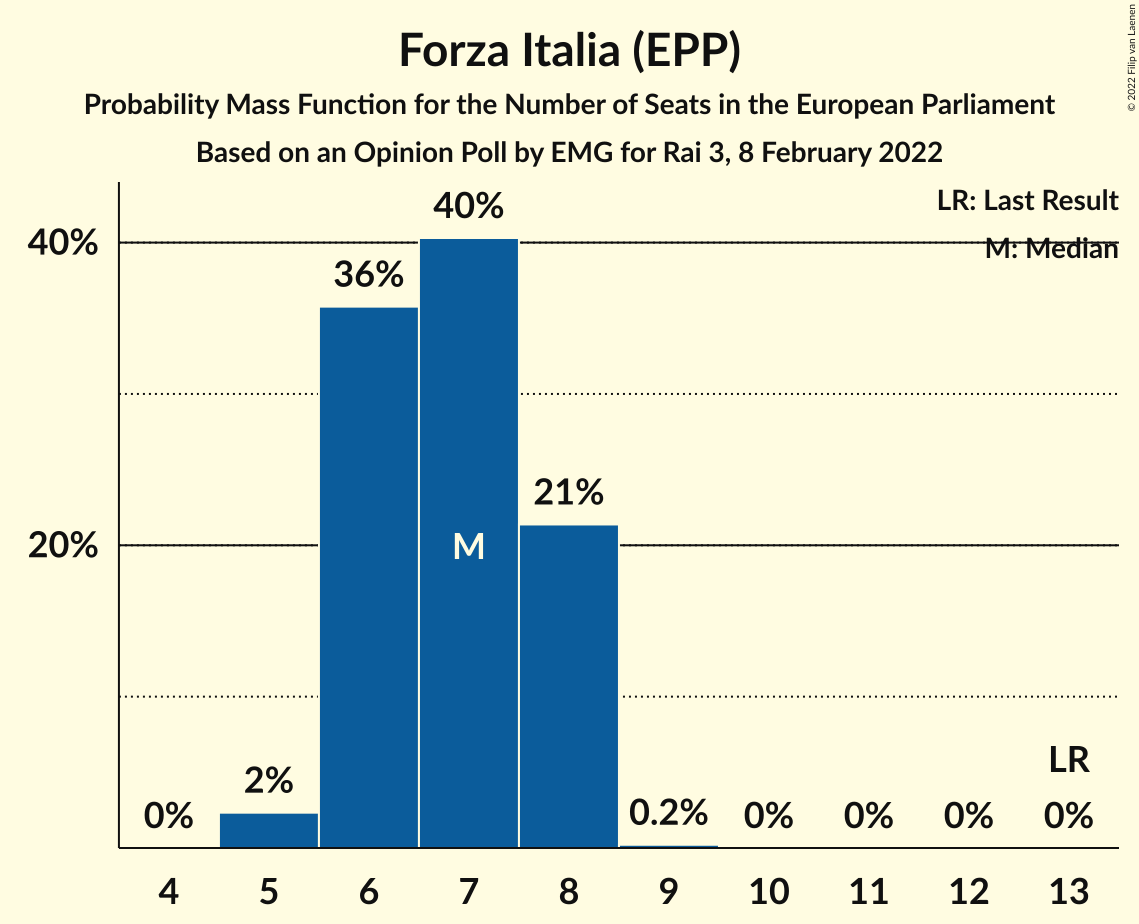 Forza Italia (EPP)
Probability Mass Function for the Number of Seats in the European Parliament
Based on an Opinion Poll by EMG for Rai 3, 8 February 2022
© 2022 Filip van Laenen
LR: Last Result
M: Median
40%
20%
0%
2%
36%
40%
M
21%
0.2%
0%
0%
0%
LR
0%
4 5 6 7 8 9 10 11 12 13